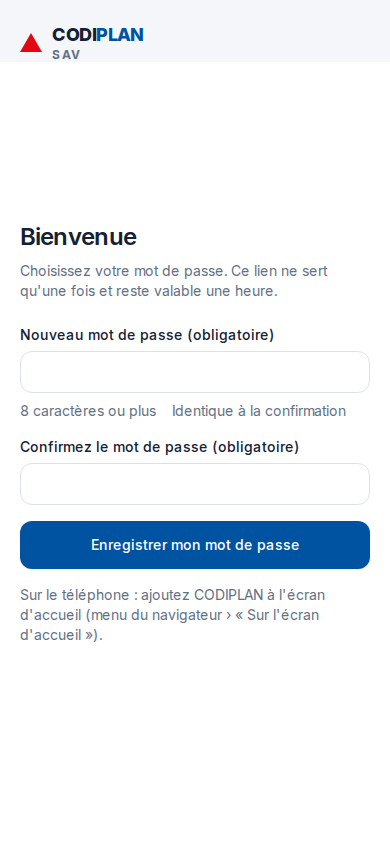 CODIPLAN
SAV
Bienvenue
Choisissez votre mot de passe. Ce lien ne sert
qu'une fois et reste valable une heure.
Nouveau mot de passe (obligatoire)
8 caractères ou plus Identique à la confirmation
Confirmez le mot de passe (obligatoire)
Enregistrer mon mot de passe
Sur le téléphone : ajoutez CODIPLAN à l'écran
d'accueil (menu du navigateur › « Sur l'écran
d'accueil »).